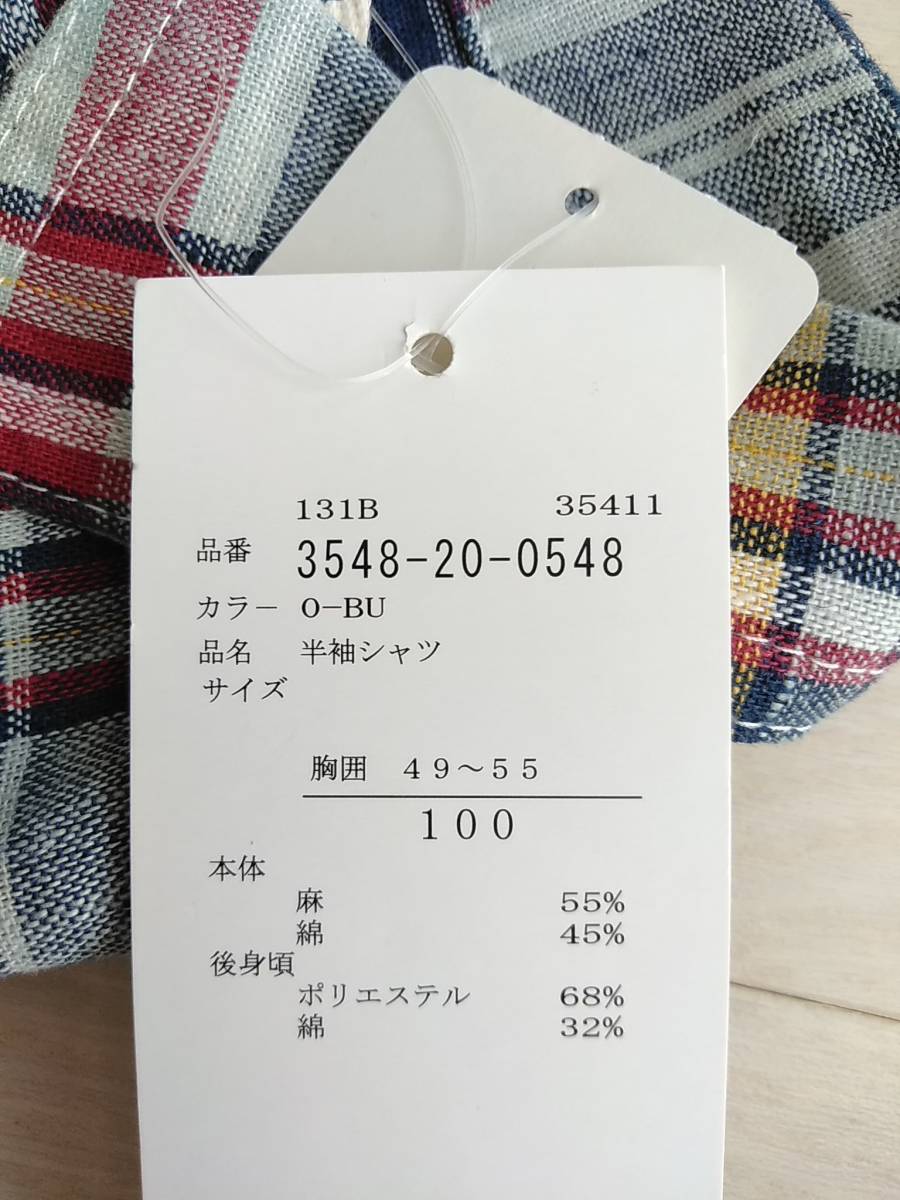 131B 35411
品番 3548-20-0548
カラー O-BU
品名 半袖シャツ
サイズ
胸囲 49～55
100
本体
麻 55%
綿 45%
後身頃
ポリエステル 68%
綿 32%